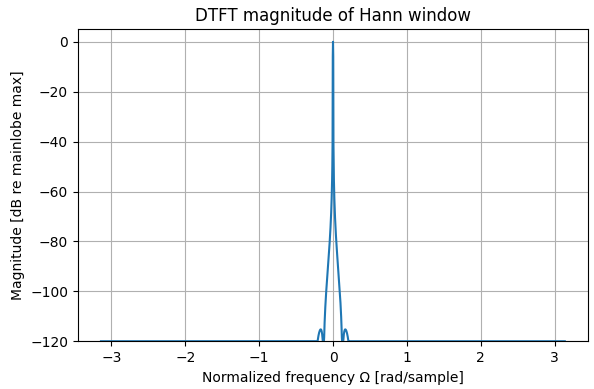 DTFT magnitude of Hann window
Magnitude [dB re mainlobe max]
0
−20
−40
−60
−80
−100
−120
−3 −2 −1 0 1 2 3
Normalized frequency Ω [rad/sample]